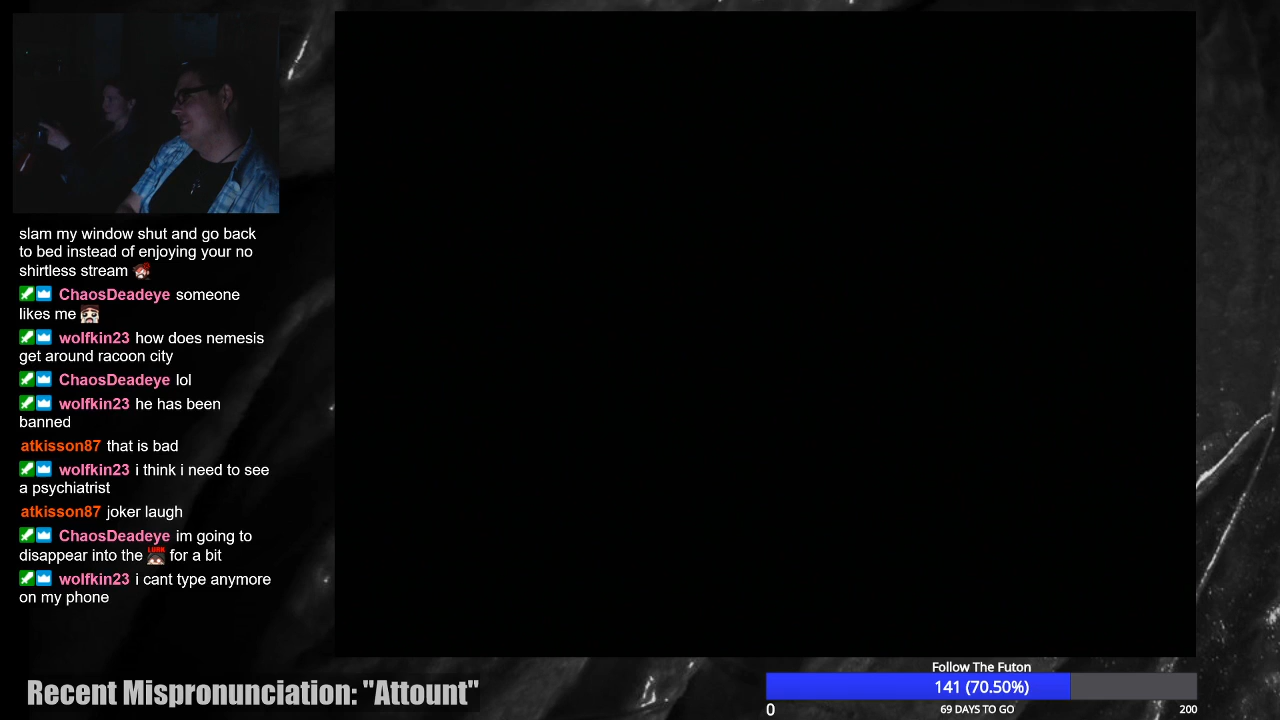 slam my window shut and go back
to bed instead of enjoying your no
shirtless stream
ChaosDeadeye someone
likes me
wolfkin23 how does nemesis
get around racoon city
ChaosDeadeye lol
wolfkin23 he has been
banned
atkisson87 that is bad
wolfkin23 i think i need to see
a psychiatrist
atkisson87 joker laugh
ChaosDeadeye im going to
disappear into the LURK for a bit
wolfkin23 i cant type anymore
on my phone
Recent Mispronunciation: "Attount"
Follow The Futon
141 (70.50%)
0 69 DAYS TO GO 200